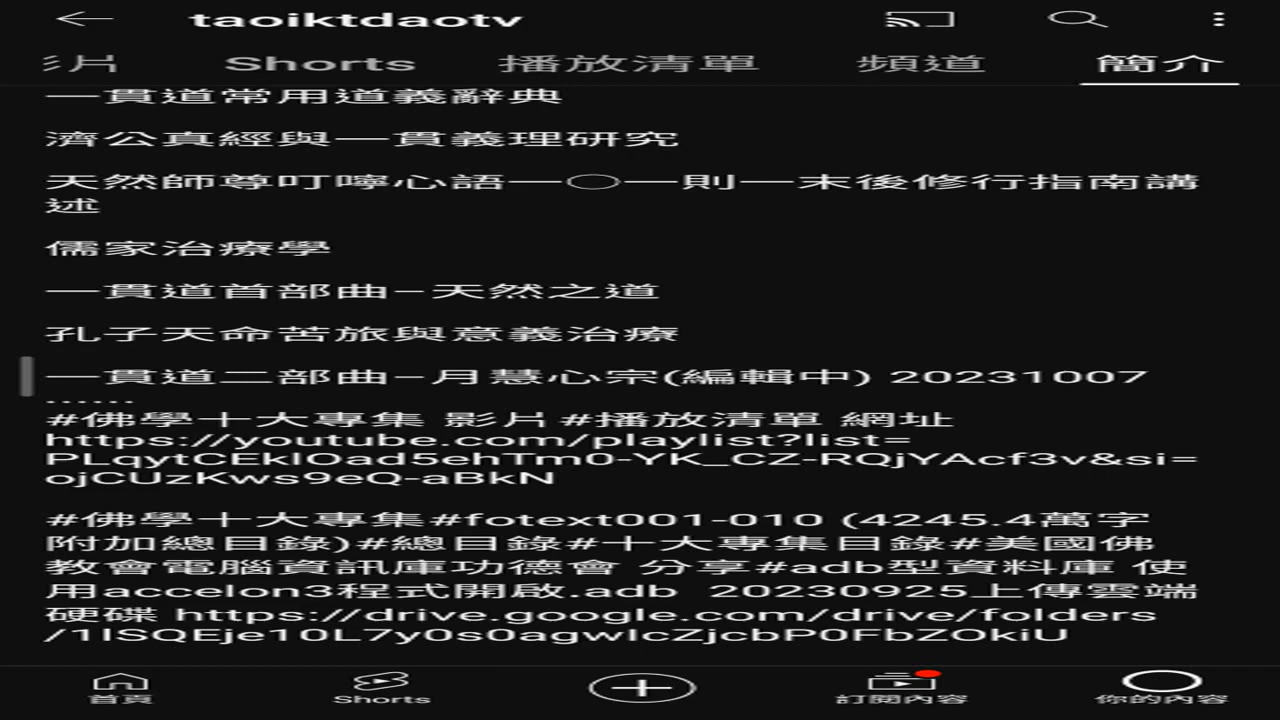 taoiktdaotv
影片 Shorts 播放清單 頻道 簡介
一貫道常用道義辭典
濟公真經與一貫義理研究
天然師尊叮嚀心語一〇一則一末後修行指南講
述
儒家治療學
一貫道首部曲-天然之道
孔子天命苦旅與意義治療
一貫道二部曲-月慧心宗(編輯中) 20231007
......
#佛學十大專集 影片#播放清單 網址
https://youtube.com/playlist?list=
PLqytCEklOad5ehTm0-YK_CZ-RQjYAcf3v&si=
ojCUzKws9eQ-aBkN
#佛學十大專集#fotext001-010 (4245.4萬字
附加總目錄)#總目錄#十大專集目錄#美國佛
教會電腦資訊庫功德會 分享#adb型資料庫 使
用accelon3程式開啟.adb 20230925上傳雲端
硬碟 https://drive.google.com/drive/folders
/1lSQEje10L7y0s0agwIcZjcbP0FbZOkiU
首頁 Shorts 訂閱內容 你的內容